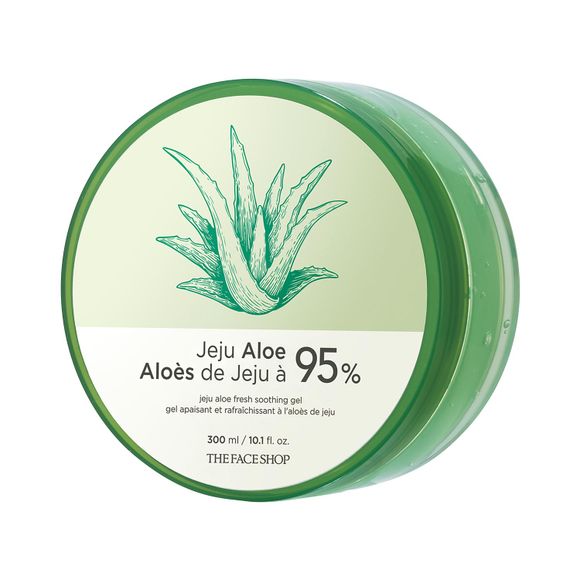 Jeju Aloe
Aloès de Jeju à 95%
jeju aloe fresh soothing gel
gel apaisant et rafraîchissant à l'aloès de jeju
300 ml / 10.1 fl. oz.
THE FACE SHOP